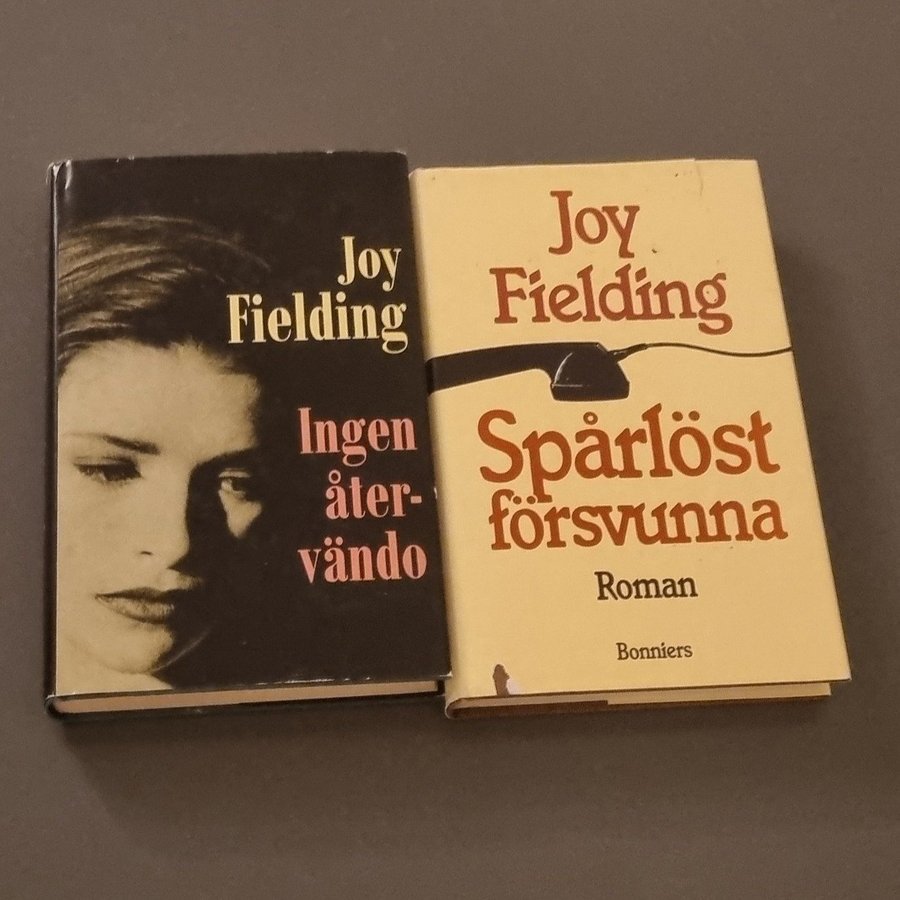 Joy
Fielding
Ingen
åter-
vändo
Joy
Fielding
Spårlöst
försvunna
Roman
Bonniers